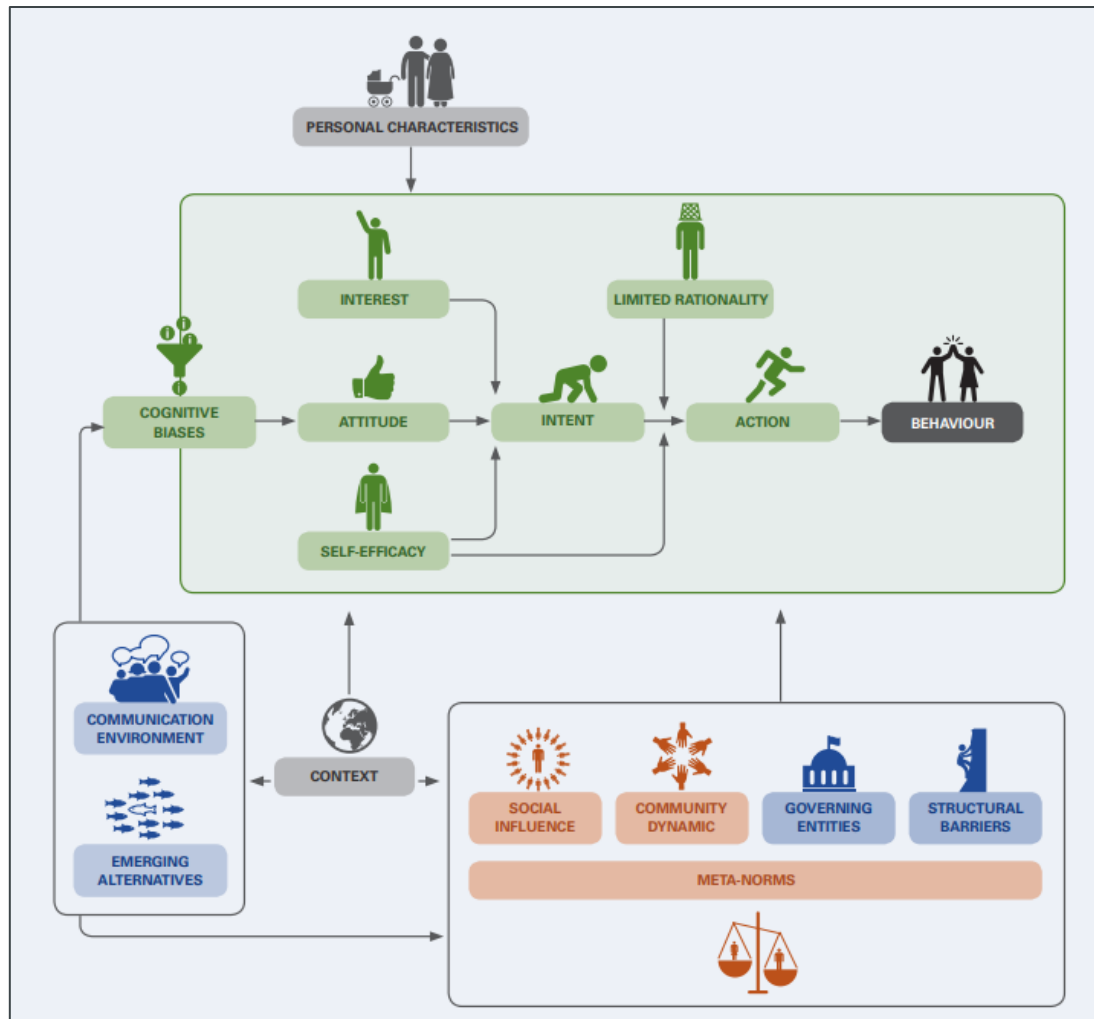 PERSONAL CHARACTERISTICS
INTEREST
LIMITED RATIONALITY
COGNITIVE
BIASES
ATTITUDE
INTENT
ACTION
BEHAVIOUR
SELF-EFFICACY
COMMUNICATION
ENVIRONMENT
EMERGING
ALTERNATIVES
CONTEXT
SOCIAL
INFLUENCE
COMMUNITY
DYNAMIC
GOVERNING
ENTITIES
STRUCTURAL
BARRIERS
META-NORMS